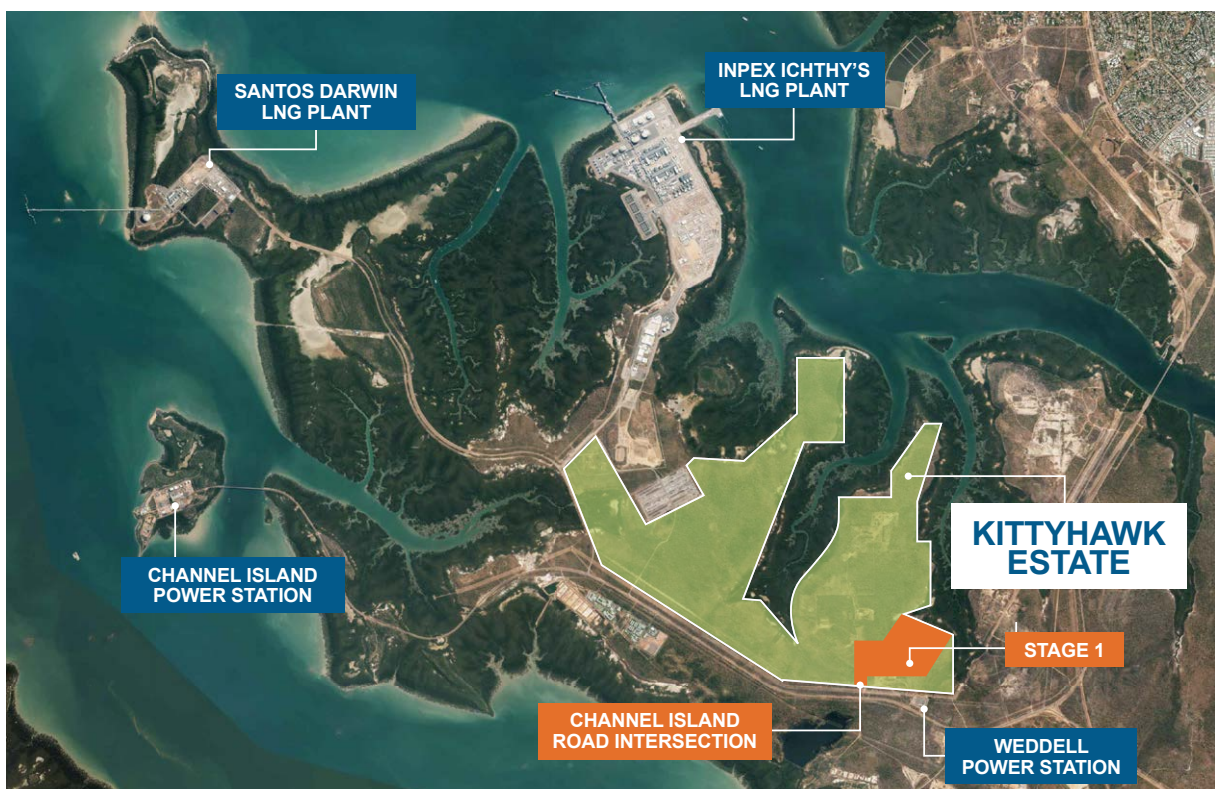 SANTOS DARWIN
LNG PLANT
INPEX ICHTHY'S
LNG PLANT
KITTYHAWK
ESTATE
CHANNEL ISLAND
POWER STATION
STAGE 1
CHANNEL ISLAND
ROAD INTERSECTION
WEDDELL
POWER STATION